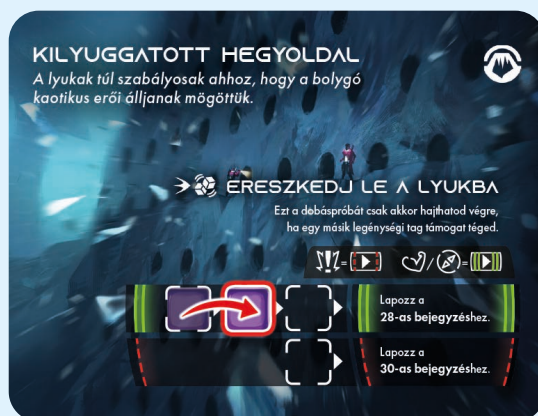 KILYUGGATOTT HEGYOLDAL
A lyukak túl szabályosak ahhoz, hogy a bolygó
kaotikus erői álljanak mögöttük.
ERESZKEDJ LE A LYUKBA
Ezt a dobáspróbát csak akkor hajthatod végre,
ha egy másik legénységi tag támogat téged.
= / =
Lapozz a
28-as bejegyzéshez.
Lapozz a
30-as bejegyzéshez.